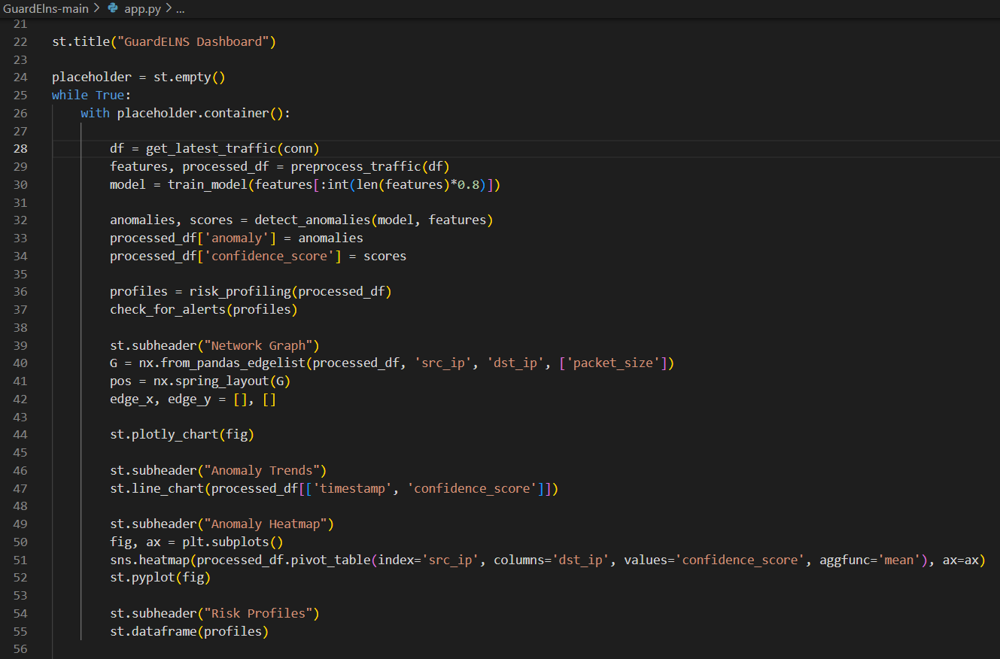 GuardElns-main > app.py > ...
21
22 st.title("GuardELNS Dashboard")
23
24 placeholder = st.empty()
25 while True:
26     with placeholder.container():
27
28         df = get_latest_traffic(conn)
29         features, processed_df = preprocess_traffic(df)
30         model = train_model(features[:int(len(features)*0.8)])
31
32         anomalies, scores = detect_anomalies(model, features)
33         processed_df['anomaly'] = anomalies
34         processed_df['confidence_score'] = scores
35
36         profiles = risk_profiling(processed_df)
37         check_for_alerts(profiles)
38
39         st.subheader("Network Graph")
40         G = nx.from_pandas_edgelist(processed_df, 'src_ip', 'dst_ip', ['packet_size'])
41         pos = nx.spring_layout(G)
42         edge_x, edge_y = [], []
43
44         st.plotly_chart(fig)
45
46         st.subheader("Anomaly Trends")
47         st.line_chart(processed_df[['timestamp', 'confidence_score']])
48
49         st.subheader("Anomaly Heatmap")
50         fig, ax = plt.subplots()
51         sns.heatmap(processed_df.pivot_table(index='src_ip', columns='dst_ip', values='confidence_score', aggfunc='mean'), ax=ax)
52         st.pyplot(fig)
53
54         st.subheader("Risk Profiles")
55         st.dataframe(profiles)
56